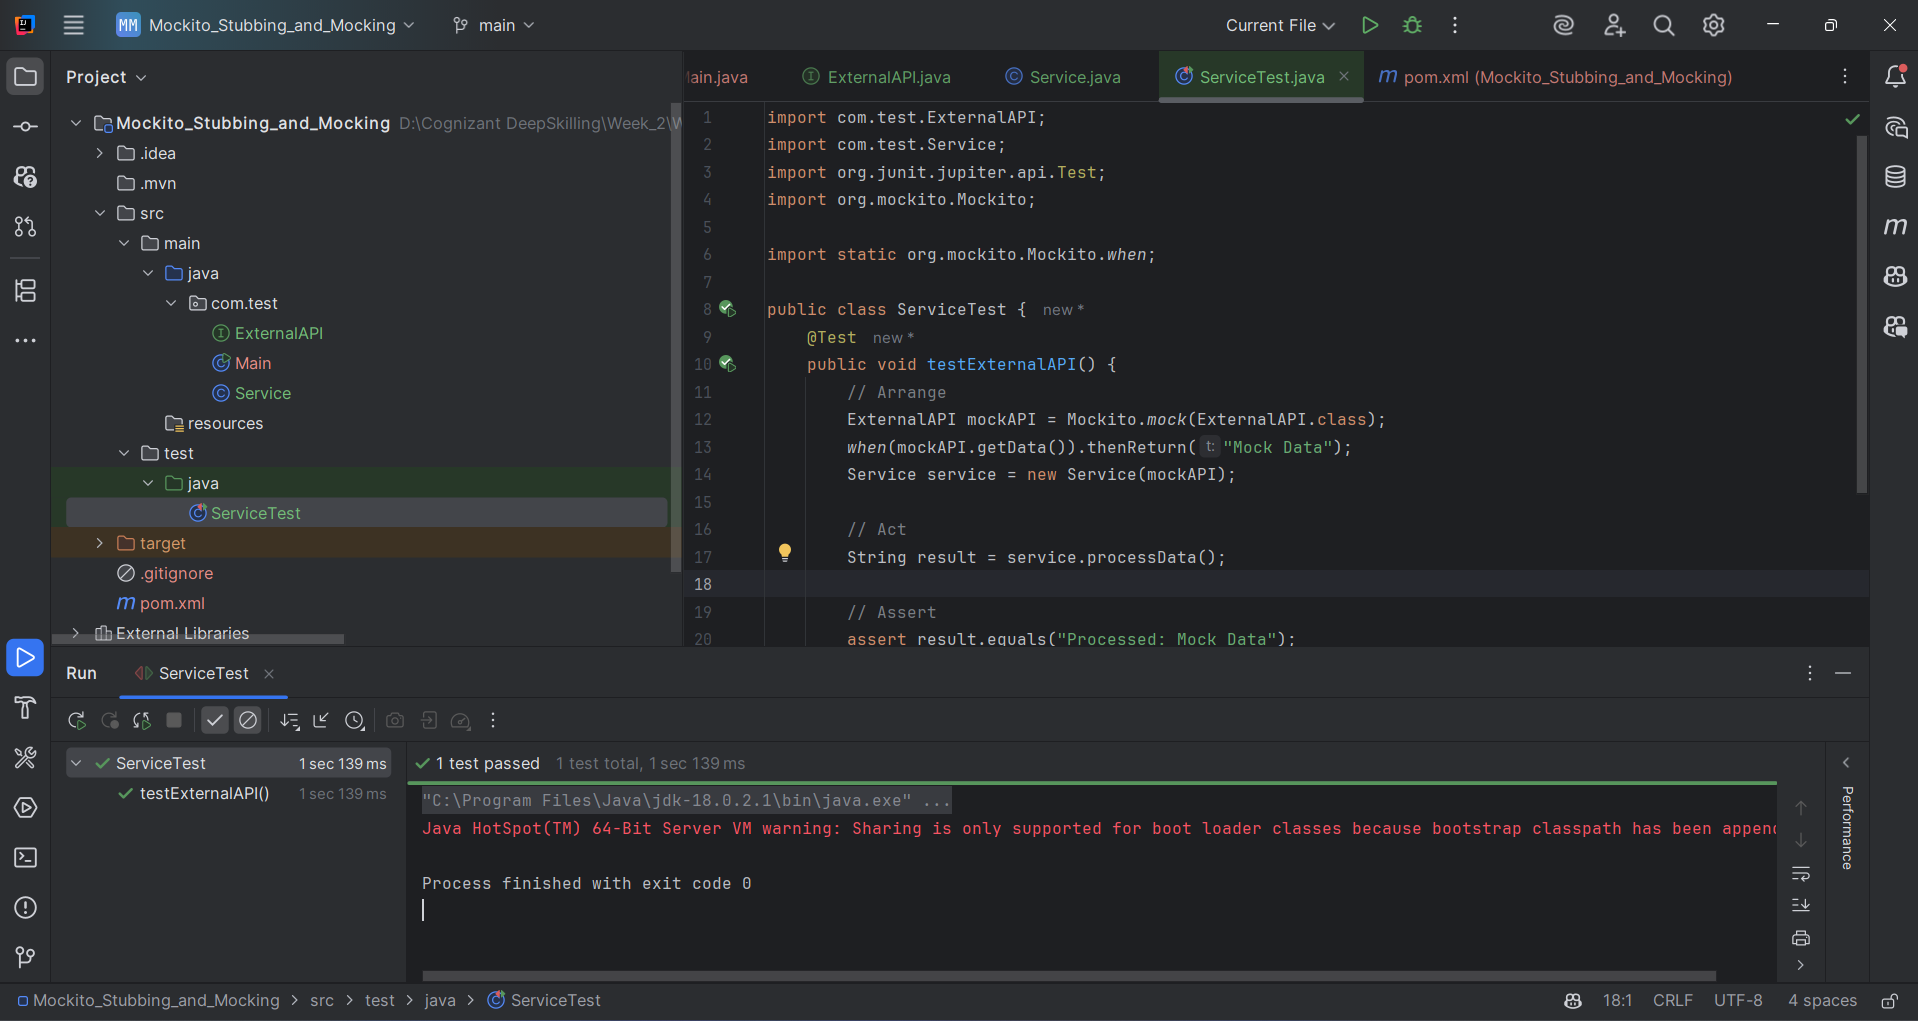 MM Mockito_Stubbing_and_Mocking main Current File
Project
Main.java ExternalAPI.java Service.java ServiceTest.java pom.xml (Mockito_Stubbing_and_Mocking)
Mockito_Stubbing_and_Mocking D:\Cognizant DeepSkilling\Week_2\
.idea
.mvn
src
main
java
com.test
ExternalAPI
Main
Service
resources
test
java
ServiceTest
target
.gitignore
pom.xml
External Libraries
1 import com.test.ExternalAPI;
2 import com.test.Service;
3 import org.junit.jupiter.api.Test;
4 import org.mockito.Mockito;
5
6 import static org.mockito.Mockito.when;
7
8 public class ServiceTest { new *
9 @Test new *
10 public void testExternalAPI() {
11 // Arrange
12 ExternalAPI mockAPI = Mockito.mock(ExternalAPI.class);
13 when(mockAPI.getData()).thenReturn( t: "Mock Data");
14 Service service = new Service(mockAPI);
15
16 // Act
17 String result = service.processData();
18
19 // Assert
20 assert result.equals("Processed: Mock Data");
Run ServiceTest
ServiceTest 1 sec 139 ms
testExternalAPI() 1 sec 139 ms
1 test passed 1 test total, 1 sec 139 ms
"C:\Program Files\Java\jdk-18.0.2.1\bin\java.exe" ...
Java HotSpot(TM) 64-Bit Server VM warning: Sharing is only supported for boot loader classes because bootstrap classpath has been append
Process finished with exit code 0
Performance
Mockito_Stubbing_and_Mocking > src > test > java > ServiceTest
18:1 CRLF UTF-8 4 spaces